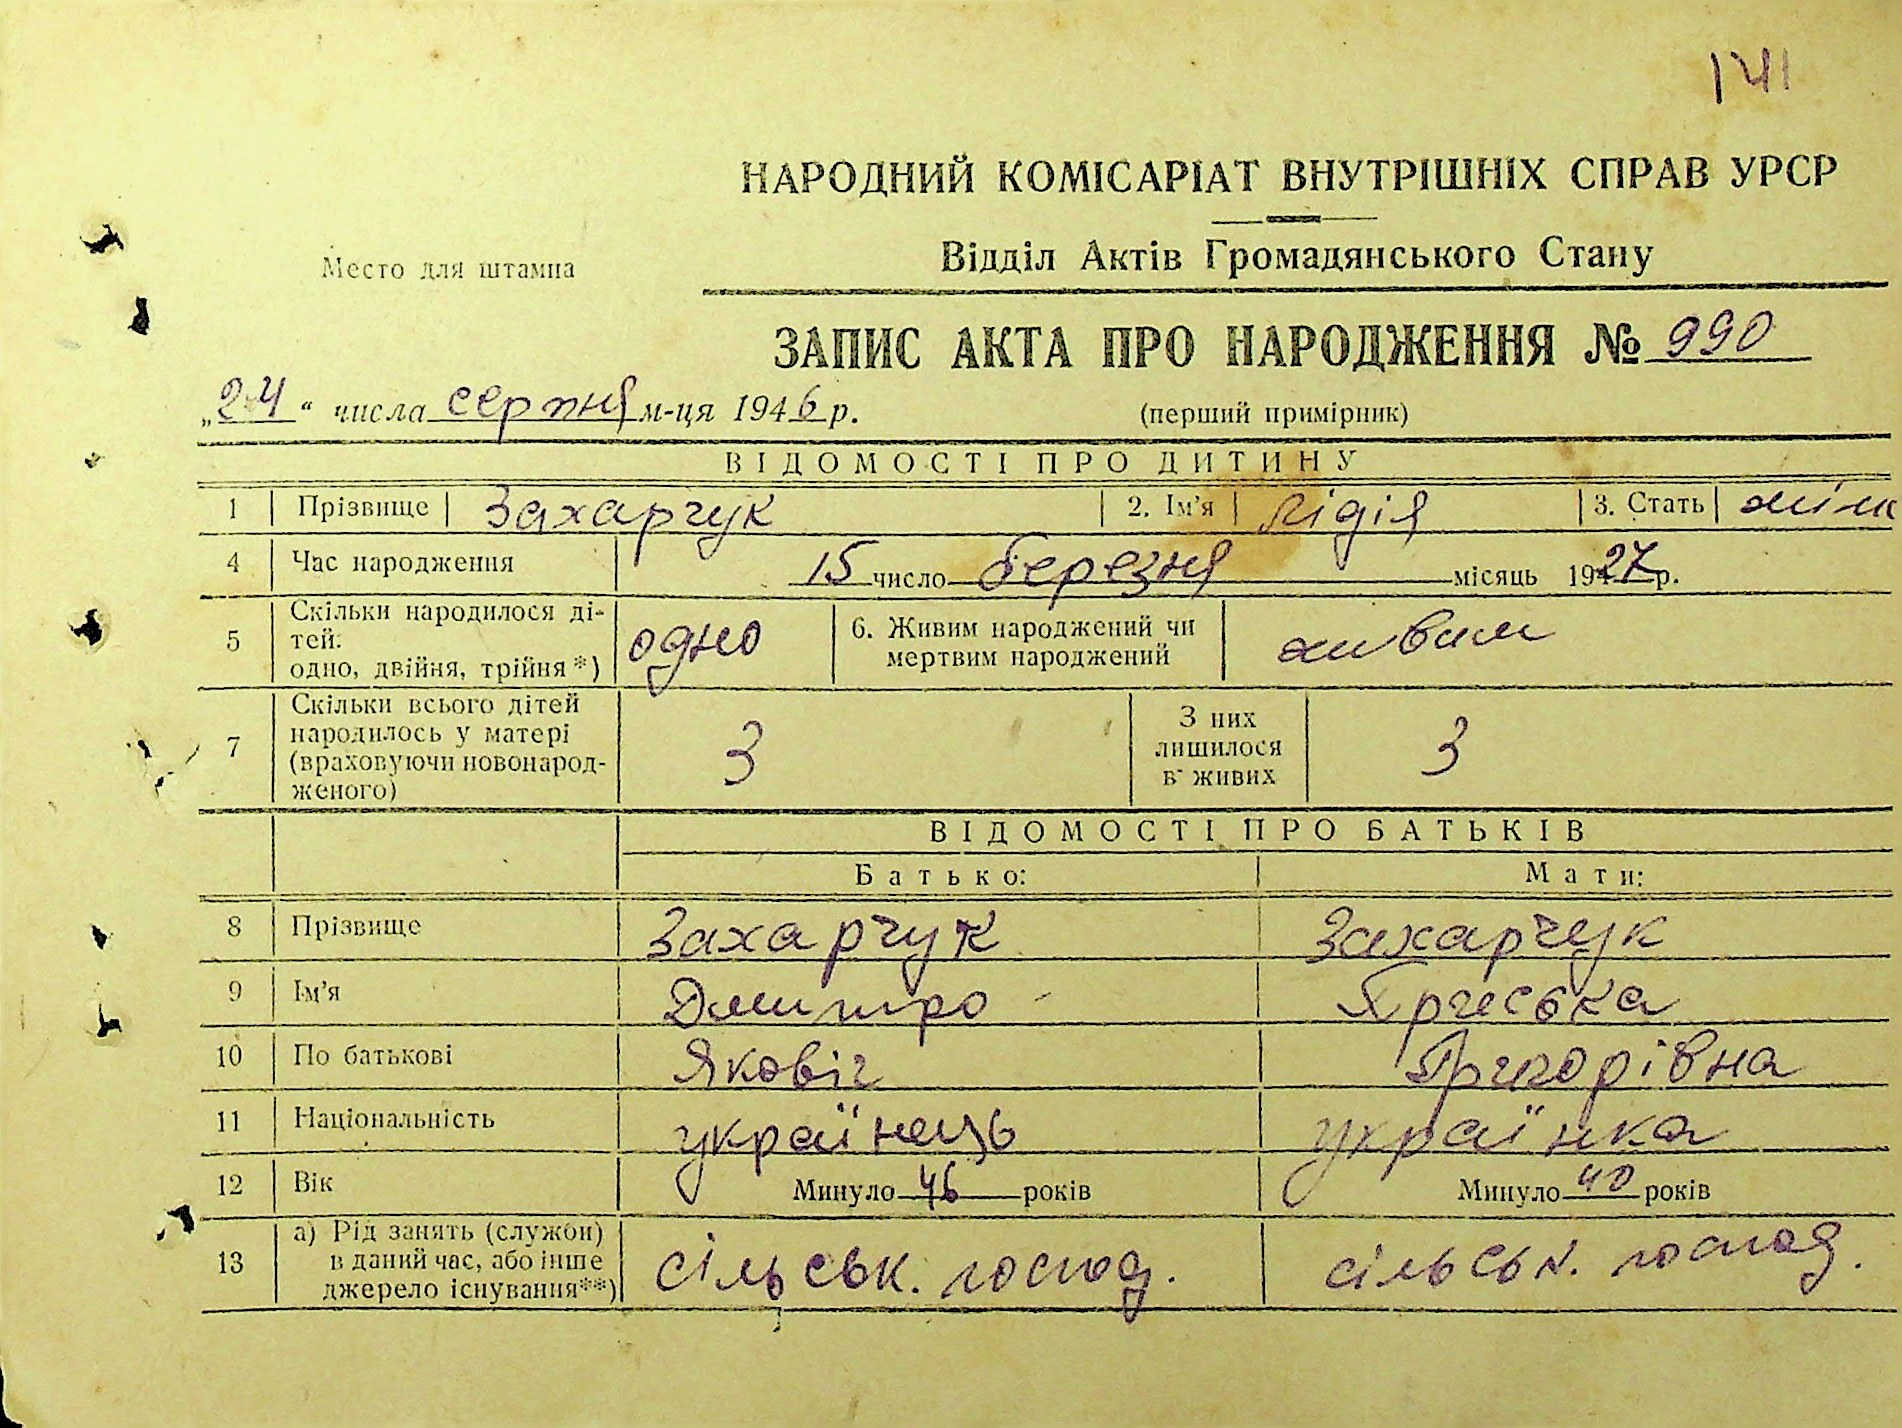 141
НАРОДНИЙ КОМІСАРІАТ ВНУТРІШНІХ СПРАВ УРСР
Место для штампа
Відділ Актів Громадянського Стану
ЗАПИС АКТА ПРО НАРОДЖЕННЯ № 990
„24“ числа серпня м-ця 1946 р.
(перший примірник)
ВІДОМОСТІ ПРО ДИТИНУ
1 Прізвище Захарчук 2. Ім'я Лідія 3. Стать жіноч
4 Час народження 15 число березня місяць 1927 р.
5 Скільки народилося ді-
тей:
одно, двійня, трійня *) одно 6. Живим народжений чи
мертвим народжений живим
7 Скільки всього дітей
народилось у матері
(враховуючи новонарод-
женого) 3 З них
лишилося
в живих 3
ВІДОМОСТІ ПРО БАТЬКІВ
Батько: Мати:
8 Прізвище Захарчук Захарчук
9 Ім'я Дмитро
10 По батькові Яковіч Григорівна
11 Національність українець українка
12 Вік Минуло 46 років Минуло 40 років
13 а) Рід занять (служби)
в даний час, або інше
джерело існування **) сільськ. господ. сільськ. господ.